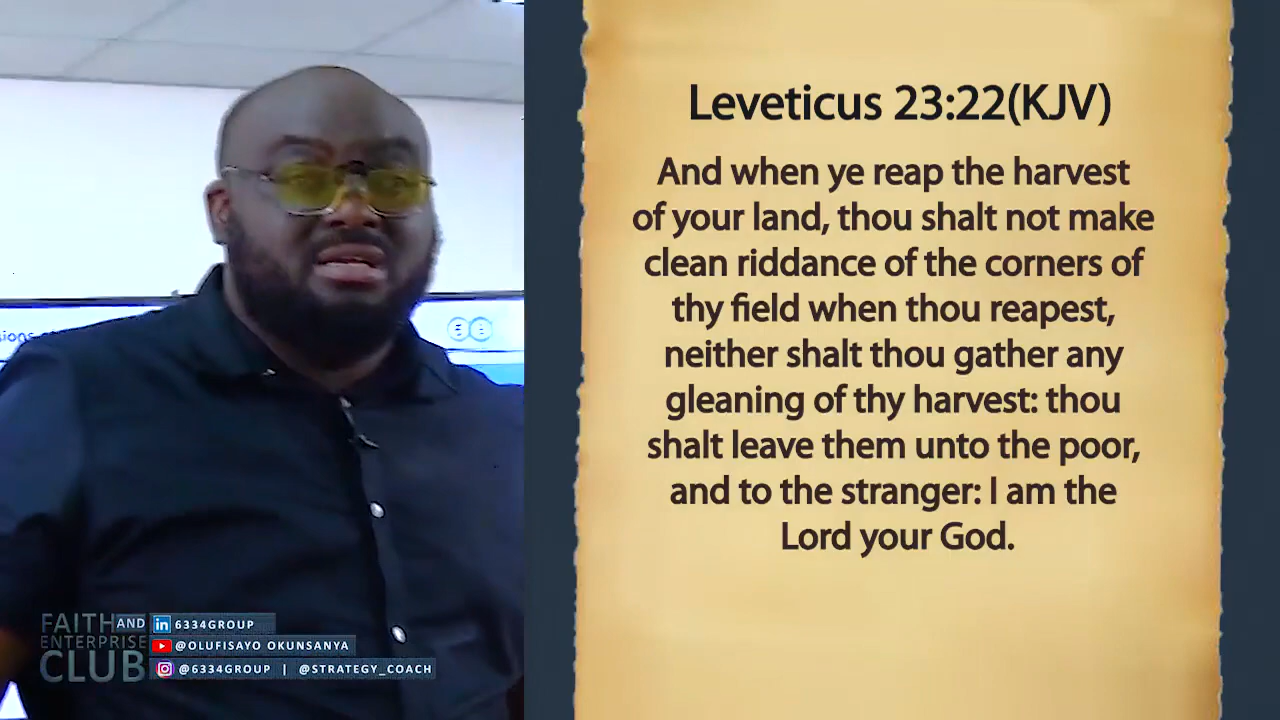 Leveticus 23:22(KJV)
And when ye reap the harvest
of your land, thou shalt not make
clean riddance of the corners of
thy field when thou reapest,
neither shalt thou gather any
gleaning of thy harvest: thou
shalt leave them unto the poor,
and to the stranger: I am the
Lord your God.
FAITH AND
ENTERPRISE
CLUB
in 6334GROUP
@OLUFISAYO OKUNSANYA
@6334GROUP | @STRATEGY_COACH